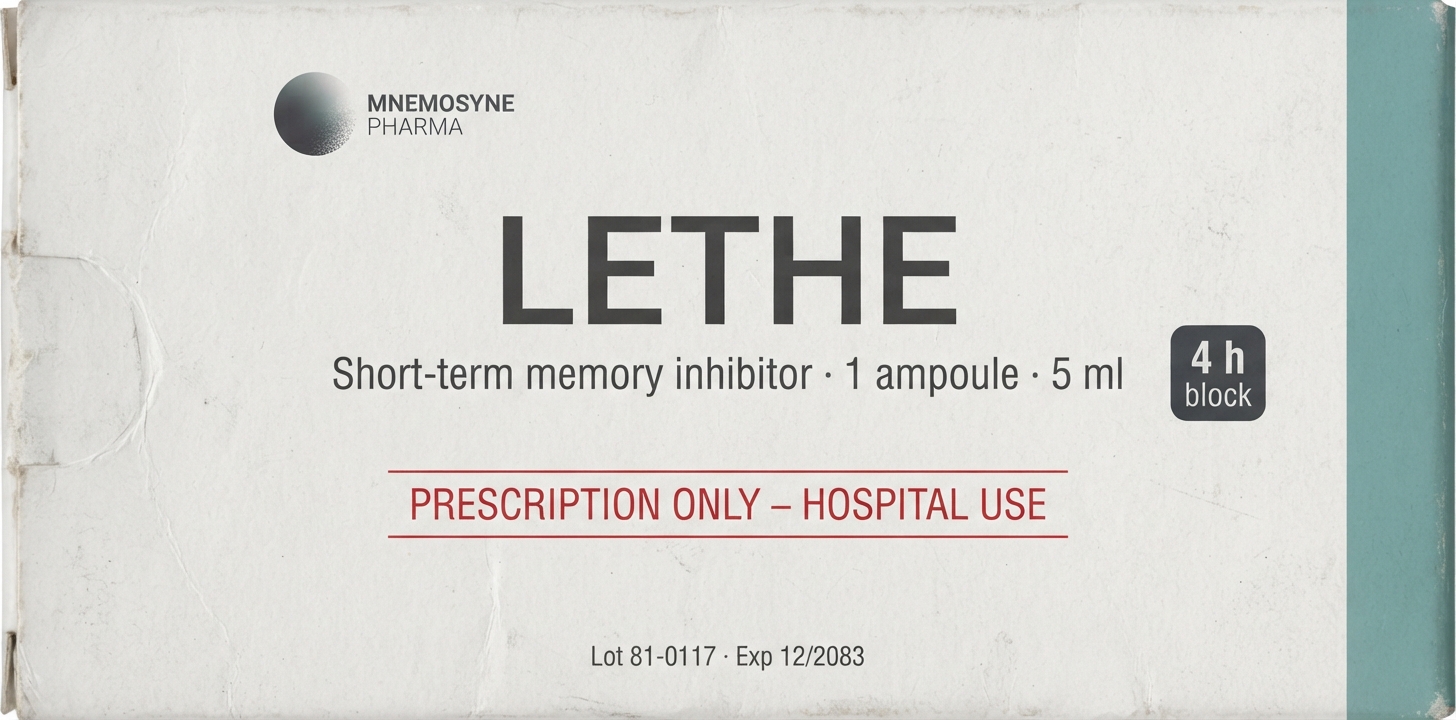 MNEMOSYNE
PHARMA
LETHE
Short-term memory inhibitor · 1 ampoule · 5 ml
4 h
block
PRESCRIPTION ONLY – HOSPITAL USE
Lot 81-0117 · Exp 12/2083